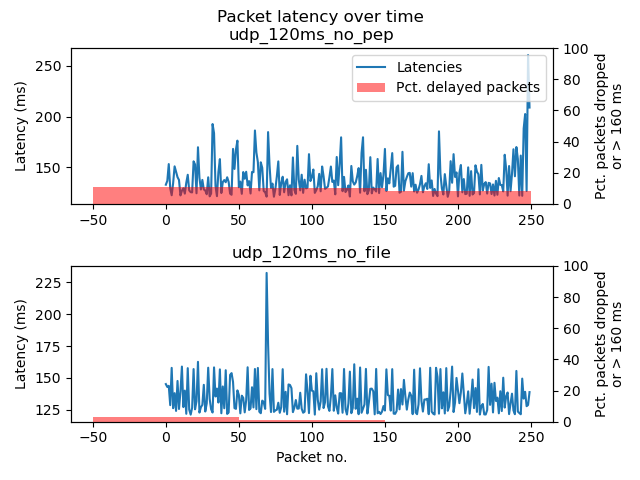 Packet latency over time
udp_120ms_no_pep
Latency (ms)
250
200
150
Latencies
Pct. delayed packets
100
80
60
40
20
0
Pct. packets dropped
or > 160 ms
−50 0 50 100 150 200 250
udp_120ms_no_file
Latency (ms)
225
200
175
150
125
100
80
60
40
20
0
Pct. packets dropped
or > 160 ms
−50 0 50 100 150 200 250
Packet no.